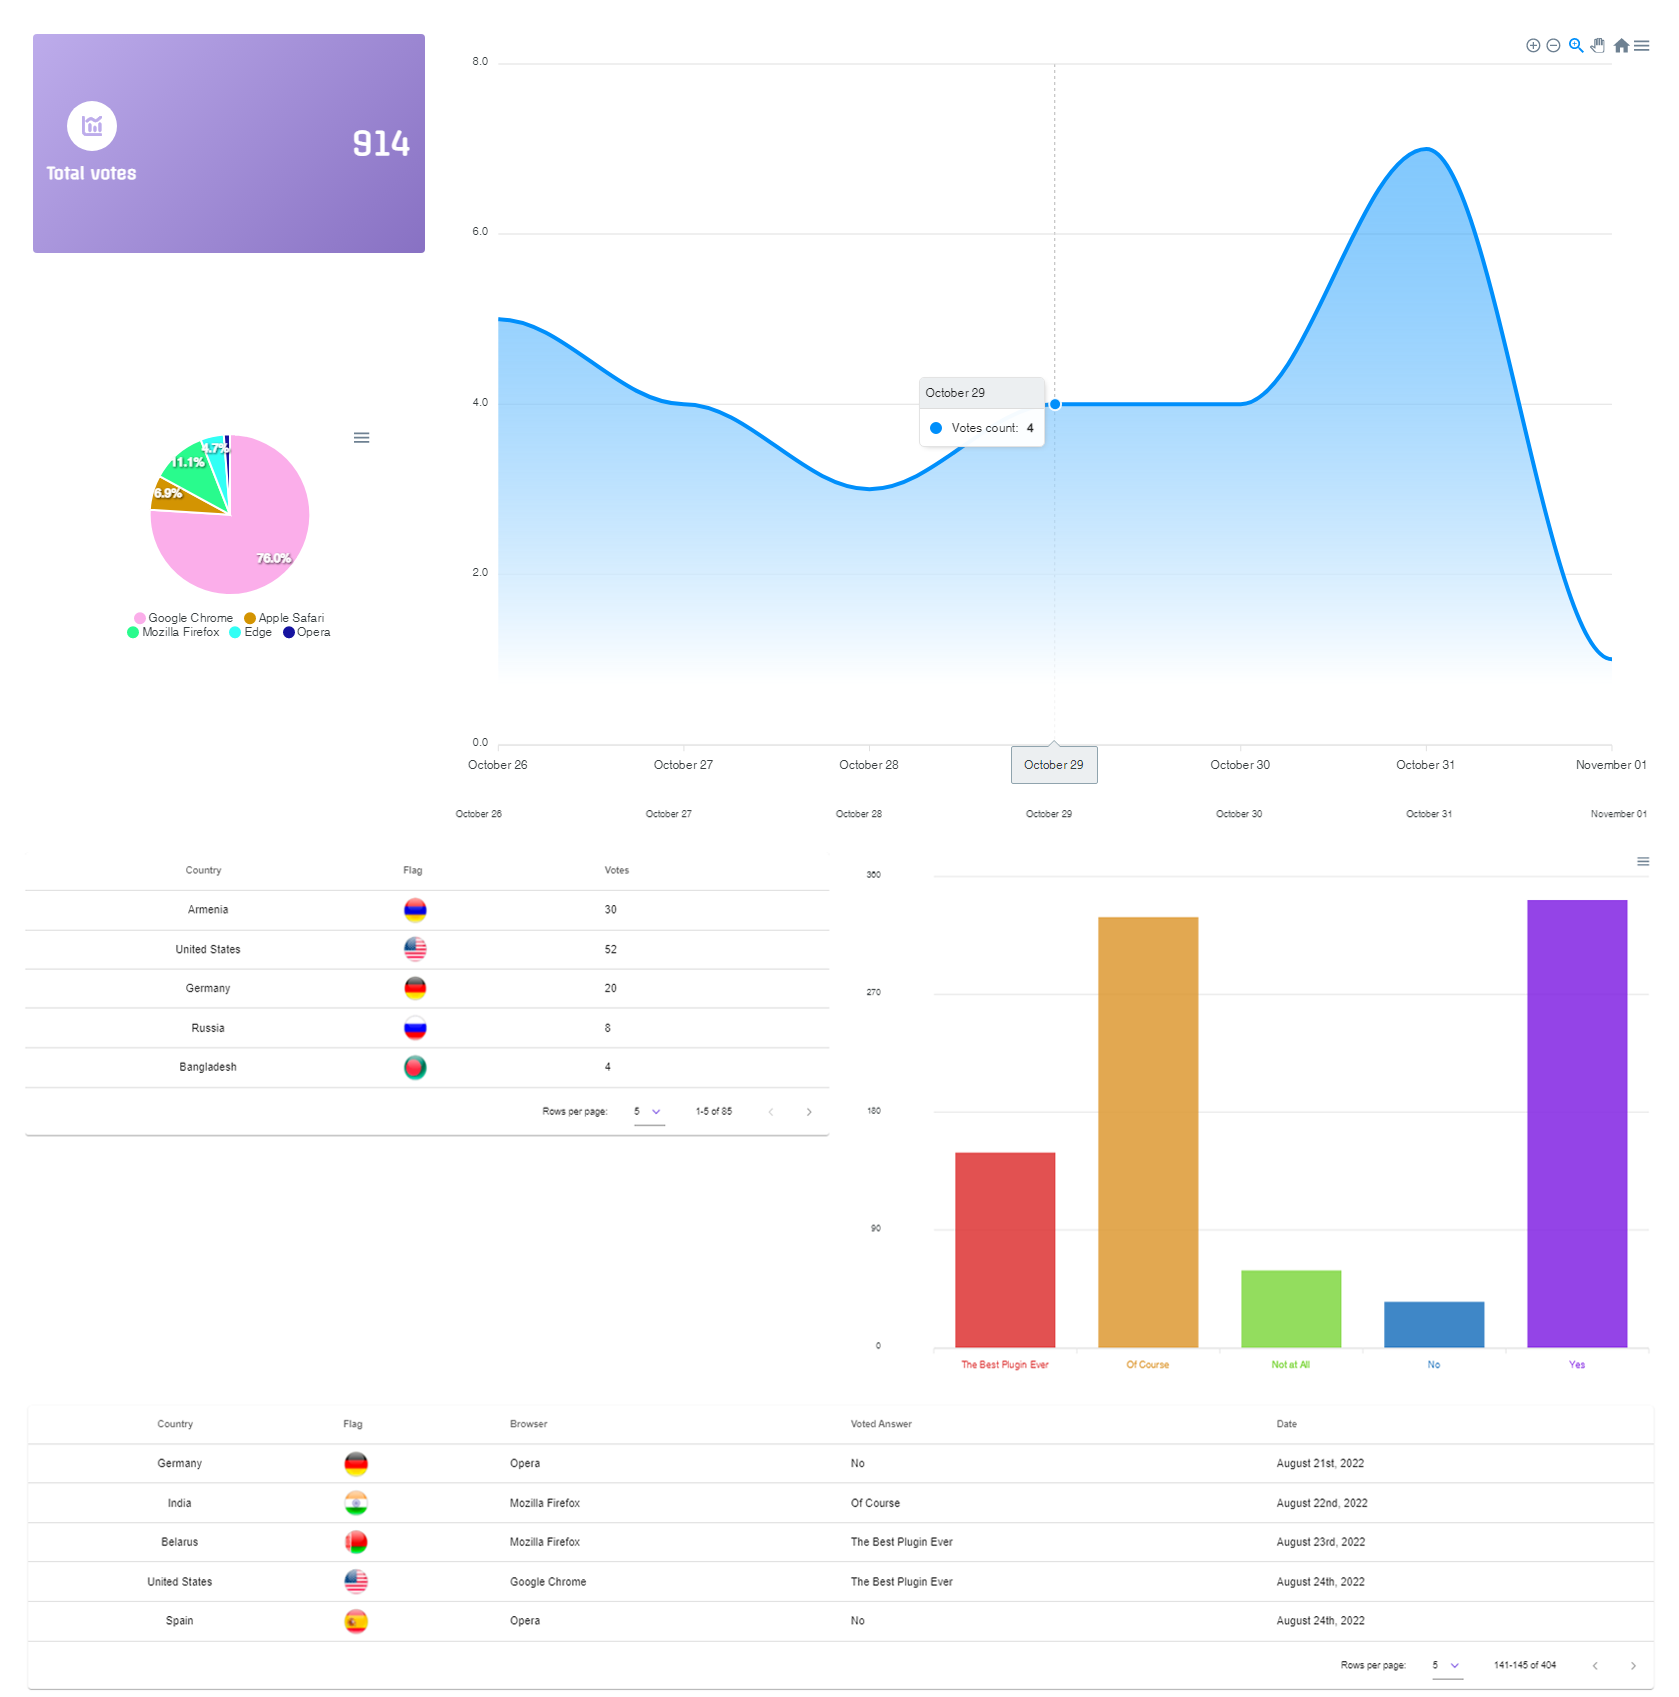 914
Total votes
8.0
6.0
4.0
2.0
0.0
October 29
Votes count: 4
October 26 October 27 October 28 October 29 October 30 October 31 November 01
October 26 October 27 October 28 October 29 October 30 October 31 November 01
4.7%
11.1%
6.9%
76.0%
Google Chrome Apple Safari
Mozilla Firefox Edge Opera
Country Flag Votes
Armenia 30
United States 52
Germany 20
Russia 8
Bangladesh 4
Rows per page: 5 1-5 of 85
360
270
180
90
0
The Best Plugin Ever Of Course Not at All No Yes
Country Flag Browser Voted Answer Date
Germany Opera No August 21st, 2022
India Mozilla Firefox Of Course August 22nd, 2022
Belarus Mozilla Firefox The Best Plugin Ever August 23rd, 2022
United States Google Chrome The Best Plugin Ever August 24th, 2022
Spain Opera No August 24th, 2022
Rows per page: 5 141-145 of 404